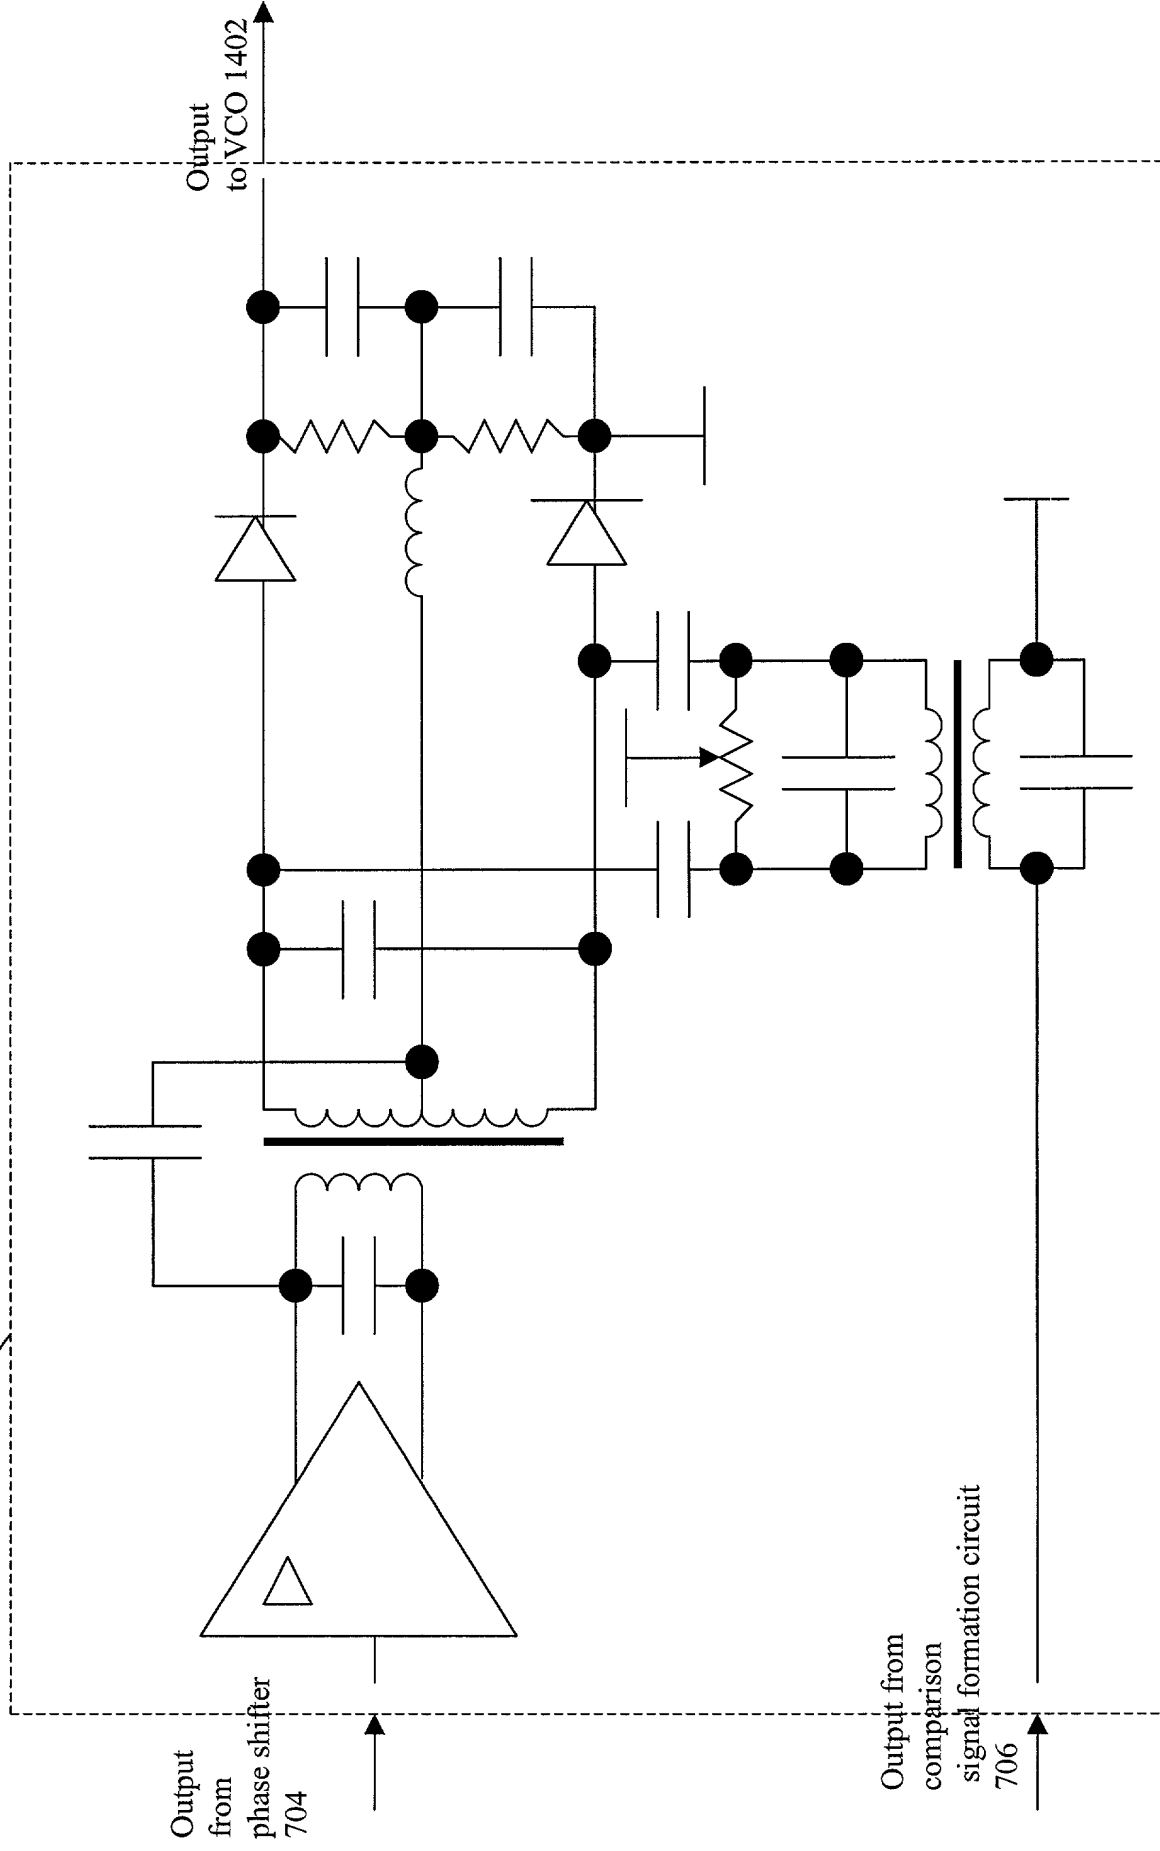 Output
to VCO 1402
Output
from
phase shifter
704
Output from
comparison
signal formation circuit
706